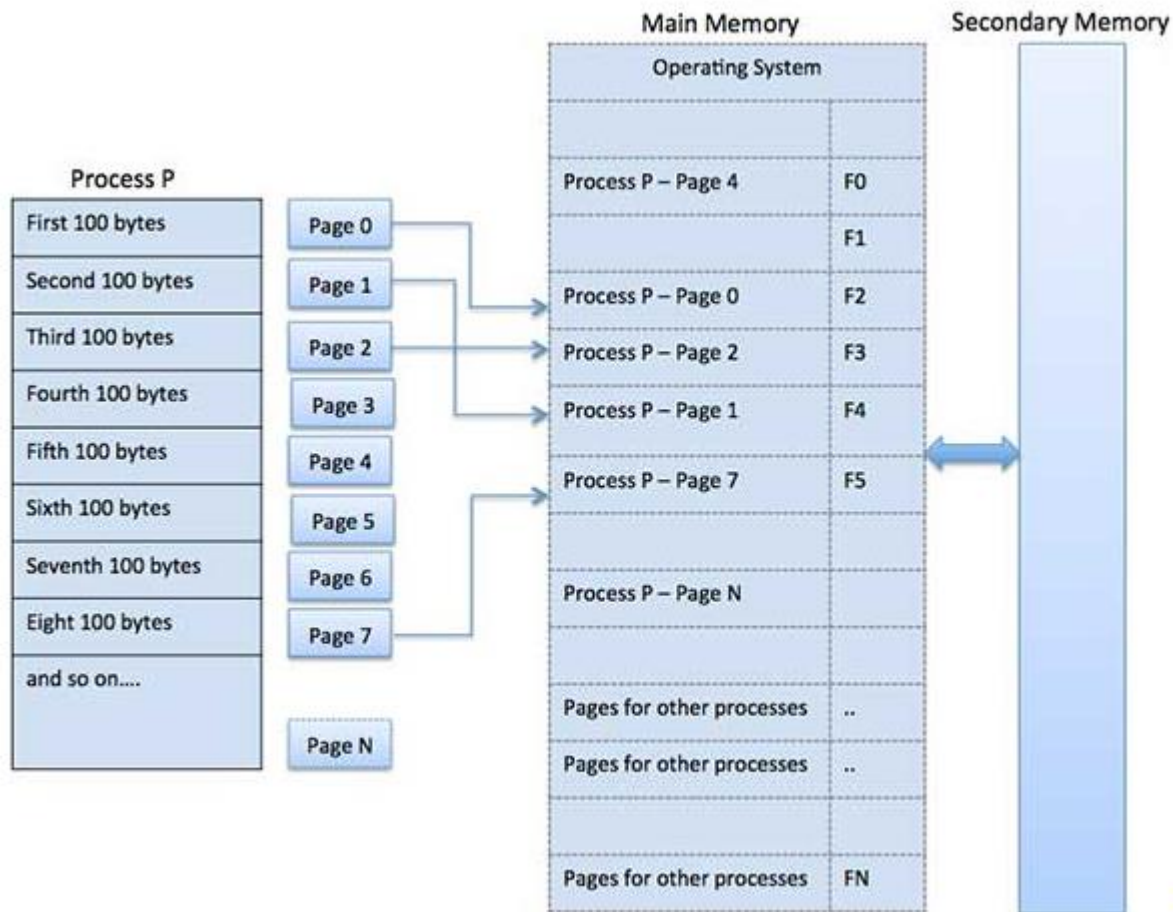 Main Memory
Secondary Memory
Operating System
Process P
First 100 bytes
Second 100 bytes
Third 100 bytes
Fourth 100 bytes
Fifth 100 bytes
Sixth 100 bytes
Seventh 100 bytes
Eight 100 bytes
and so on....
Page 0
Page 1
Page 2
Page 3
Page 4
Page 5
Page 6
Page 7
Page N
Process P – Page 4 F0
F1
Process P – Page 0 F2
Process P – Page 2 F3
Process P – Page 1 F4
Process P – Page 7 F5
Process P – Page N
Pages for other processes ..
Pages for other processes ..
Pages for other processes FN